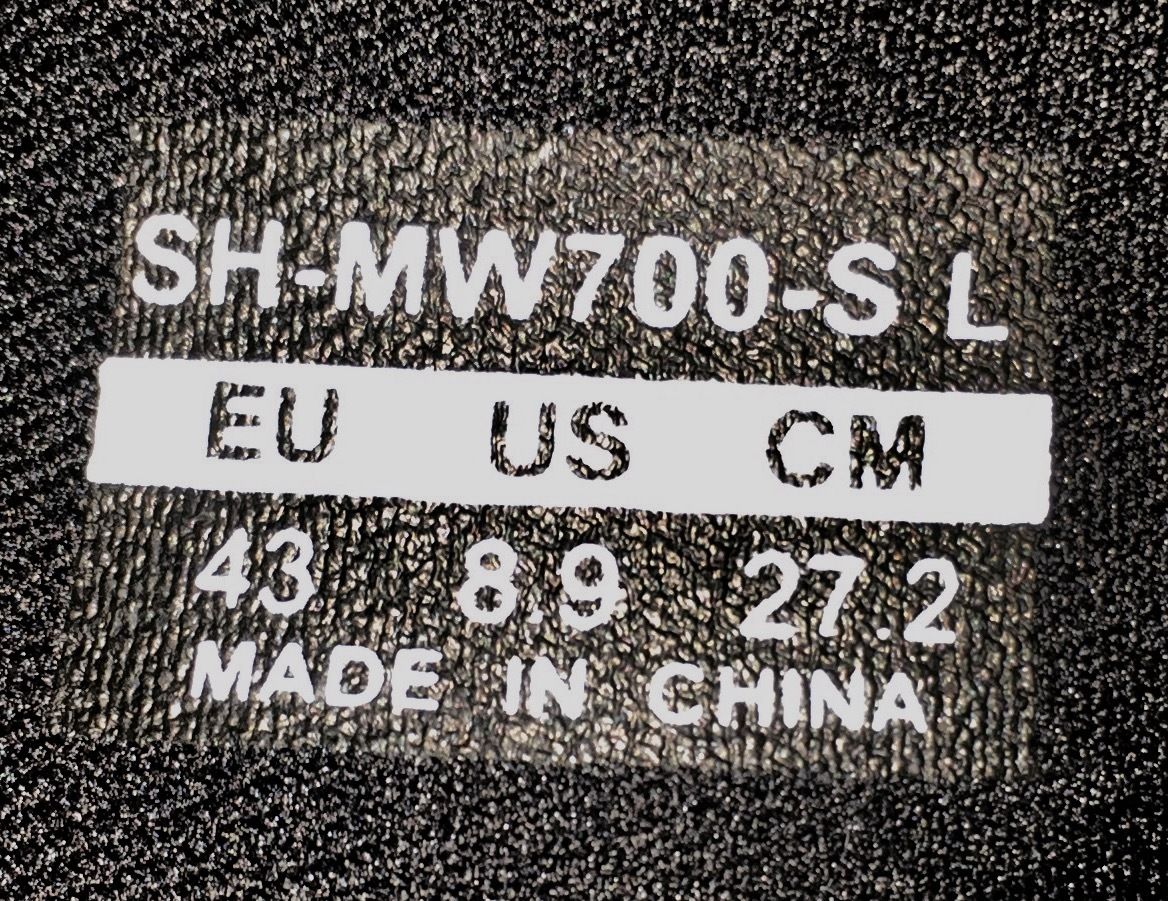 SH-MW700-S L
EU US CM
43 8.9 27.2
MADE IN CHINA